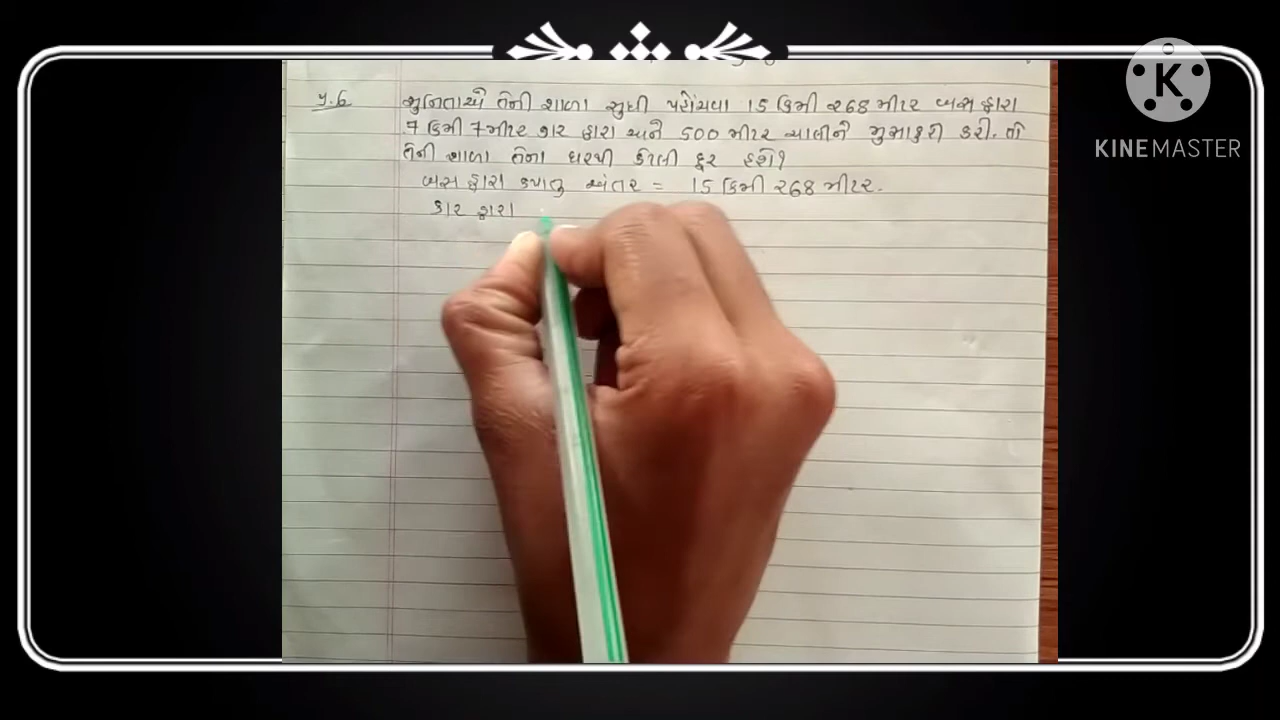 પ્ર.6 સુનિતાએ તેની શાળા સુધી પહોંચવા 15 કિમી 268 મીટર બસ દ્વારા
7 કિમી 7 મીટર કાર દ્વારા અને 500 મીટર ચાલીને મુસાફરી કરી. તો
તેની શાળા તેના ઘરથી કેટલી દુર હશે?
બસ દ્વારા કપાતુ અંતર = 15 કિમી 268 મીટર.
કાર દ્વારા
K
KINEMASTER